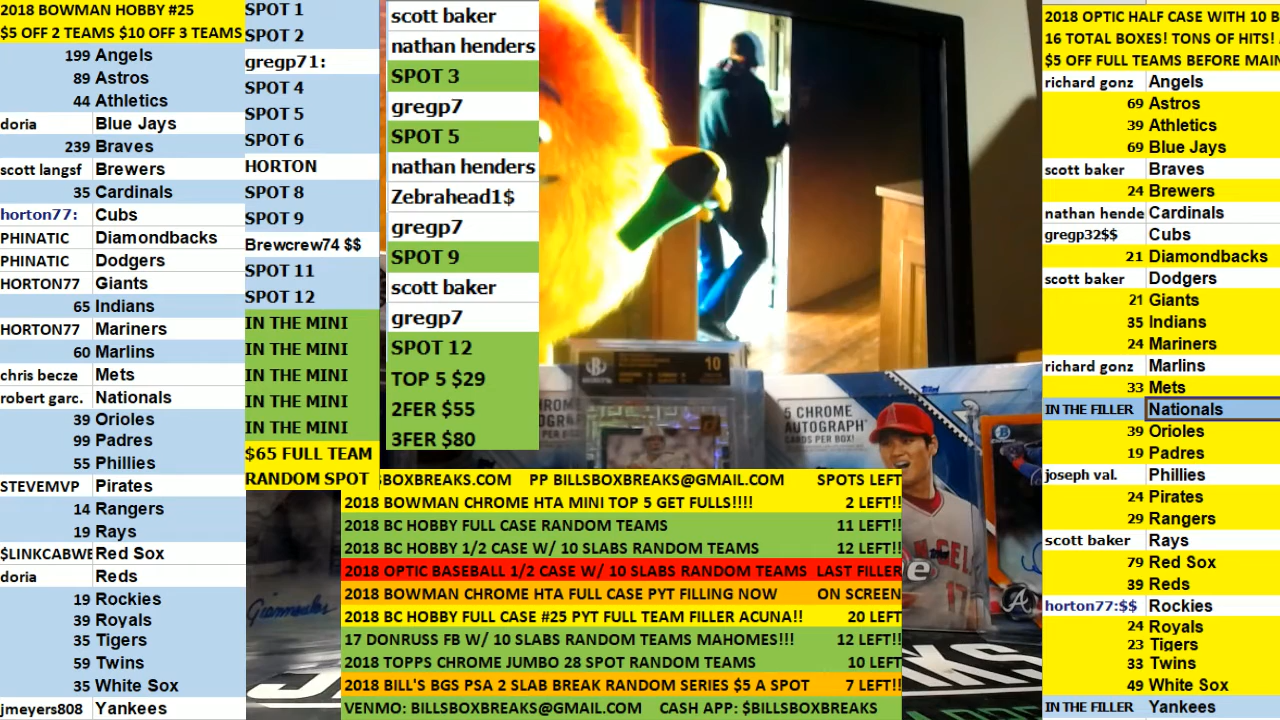 2018 BOWMAN HOBBY #25
$5 OFF 2 TEAMS $10 OFF 3 TEAMS
199 Angels
89 Astros
44 Athletics
doria Blue Jays
239 Braves
scott langsf Brewers
35 Cardinals
horton77: Cubs
PHINATIC Diamondbacks
PHINATIC Dodgers
HORTON77 Giants
65 Indians
HORTON77 Mariners
60 Marlins
chris becze Mets
robert garc. Nationals
39 Orioles
99 Padres
55 Phillies
STEVEMVP Pirates
14 Rangers
19 Rays
$LINKCABWE Red Sox
doria Reds
19 Rockies
39 Royals
35 Tigers
59 Twins
35 White Sox
jmeyers808 Yankees
SPOT 1
SPOT 2
gregp71:
SPOT 4
SPOT 5
SPOT 6
HORTON
SPOT 8
SPOT 9
Brewcrew74 $$
SPOT 11
SPOT 12
IN THE MINI
IN THE MINI
IN THE MINI
IN THE MINI
IN THE MINI
$65 FULL TEAM
RANDOM SPOT
scott baker
nathan henders
SPOT 3
gregp7
SPOT 5
nathan henders
Zebrahead1$
gregp7
SPOT 9
scott baker
gregp7
SPOT 12
TOP 5 $29
2FER $55
3FER $80
10
topps
5 CHROME
AUTOGRAPH
CARDS PER BOX!
17
SBOXBREAKS.COM PP BILLSBOXBREAKS@GMAIL.COM SPOTS LEFT
2018 BOWMAN CHROME HTA MINI TOP 5 GET FULLS!!!! 2 LEFT!!
2018 BC HOBBY FULL CASE RANDOM TEAMS 11 LEFT!!
2018 BC HOBBY 1/2 CASE W/ 10 SLABS RANDOM TEAMS 12 LEFT!!
2018 OPTIC BASEBALL 1/2 CASE W/ 10 SLABS RANDOM TEAMS LAST FILLER
2018 BOWMAN CHROME HTA FULL CASE PYT FILLING NOW ON SCREEN
2018 BC HOBBY FULL CASE #25 PYT FULL TEAM FILLER ACUNA!! 20 LEFT
17 DONRUSS FB W/ 10 SLABS RANDOM TEAMS MAHOMES!!! 12 LEFT!!
2018 TOPPS CHROME JUMBO 28 SPOT RANDOM TEAMS 10 LEFT
2018 BILL'S BGS PSA 2 SLAB BREAK RANDOM SERIES $5 A SPOT 7 LEFT!!
VENMO: BILLSBOXBREAKS@GMAIL.COM CASH APP: $BILLSBOXBREAKS
2018 OPTIC HALF CASE WITH 10 B
16 TOTAL BOXES! TONS OF HITS!
$5 OFF FULL TEAMS BEFORE MAIN
richard gonz Angels
69 Astros
39 Athletics
69 Blue Jays
scott baker Braves
24 Brewers
nathan hende Cardinals
gregp32$$ Cubs
21 Diamondbacks
scott baker Dodgers
21 Giants
35 Indians
24 Mariners
richard gonz Marlins
33 Mets
IN THE FILLER Nationals
39 Orioles
19 Padres
joseph val. Phillies
24 Pirates
29 Rangers
scott baker Rays
79 Red Sox
39 Reds
horton77:$$ Rockies
24 Royals
23 Tigers
33 Twins
49 White Sox
IN THE FILLER Yankees